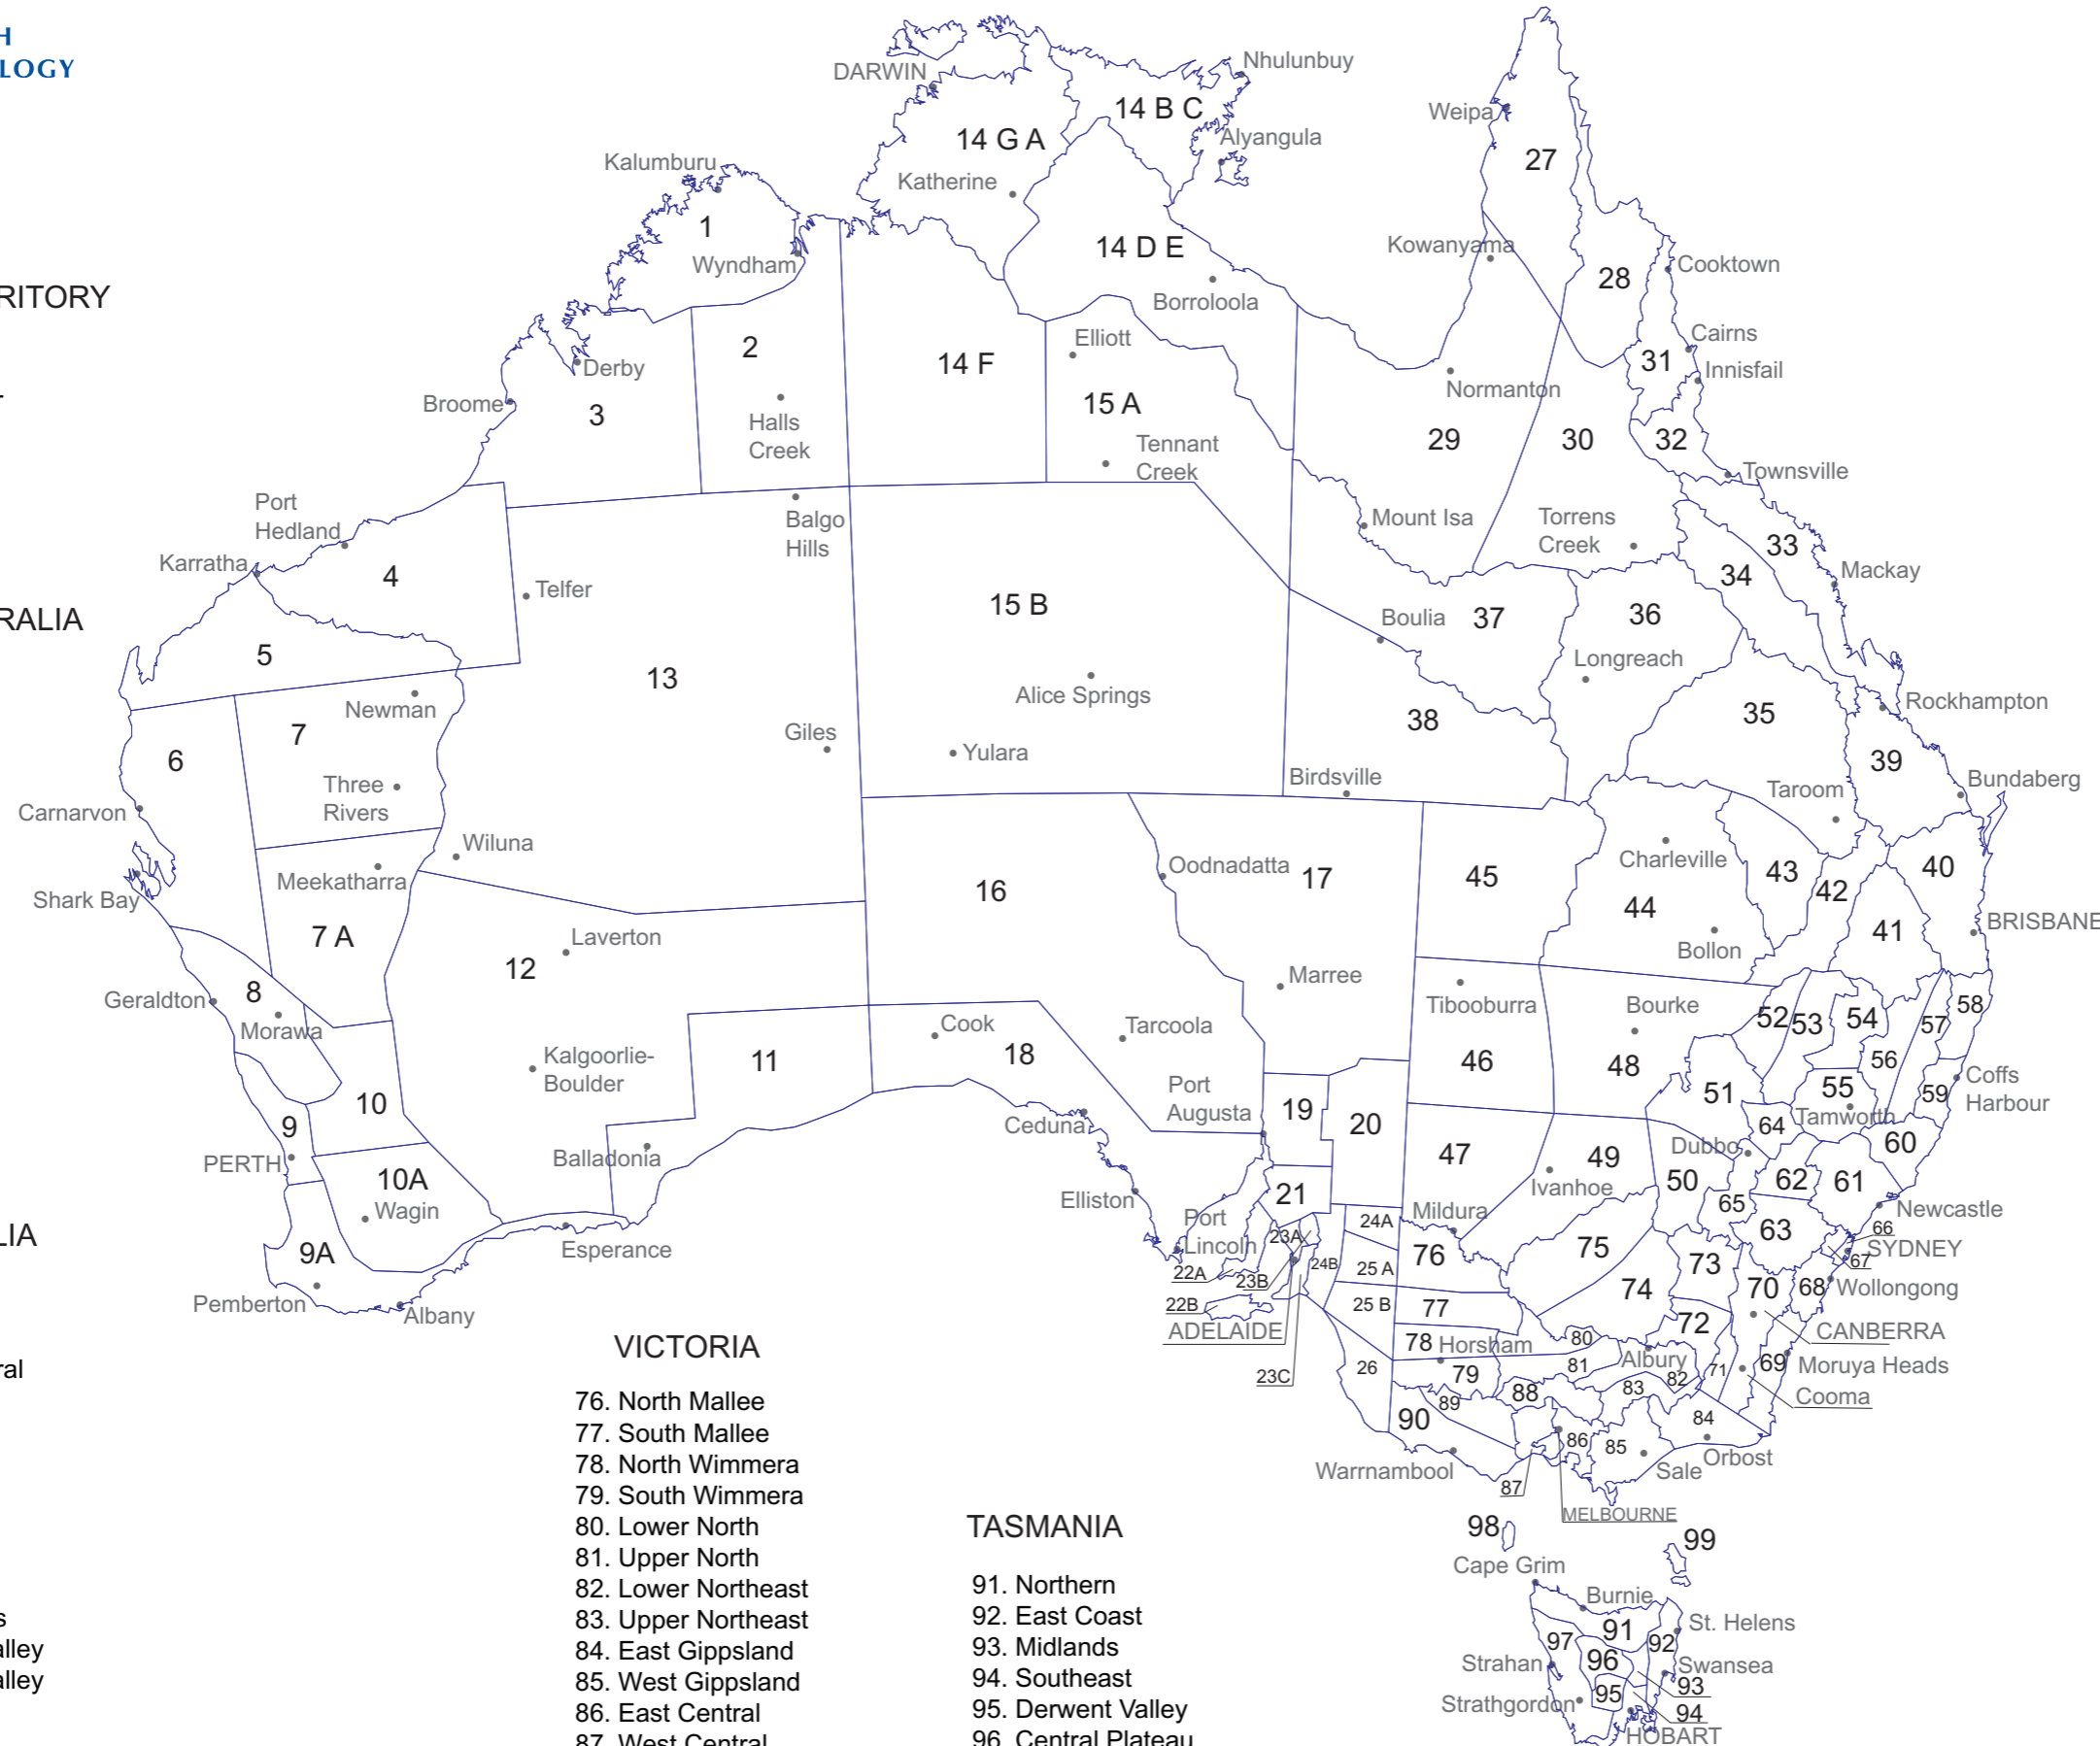 H
LOGY
RITORY
RALIA
LIA
ral
s
alley
alley
DARWIN
Nhulunbuy
14 B C
Weipa
14 G A
Alyangula
27
Kalumburu
Katherine
1
Wyndham
14 D E
Kowanyama
Cooktown
28
Borroloola
2
Elliott
Cairns
31
Innisfail
Derby
14 F
Normanton
Broome
3
15 A
Halls
Creek
29
30
32
Tennant
Creek
Townsville
Port
Hedland
Balgo
Hills
Mount Isa
Torrens
Creek
33
Karratha
4
Telfer
34
Mackay
15 B
Boulia
37
36
5
13
Longreach
Alice Springs
Newman
7
38
35
Rockhampton
6
Giles
Yulara
39
Three
Rivers
Birdsville
Taroom
Bundaberg
Carnarvon
Wiluna
Charleville
Meekatharra
Oodnadatta
17
45
43
42
40
Shark Bay
16
44
41
BRISBANE
7 A
Laverton
Bollon
12
8
Marree
Geraldton
Morawa
Tibooburra
Bourke
52
53
54
57
58
Cook
Tarcoola
Kalgoorlie-
Boulder
11
18
46
48
56
Port
Augusta
51
55
59
Coffs
Harbour
10
19
20
Tamworth
9
Ceduna
64
PERTH
Balladonia
47
49
Dubbo
60
10A
50
62
61
Wagin
Elliston
21
Ivanhoe
65
Newcastle
Port
Lincoln
24A
Mildura
63
66
9A
Esperance
23A
76
75
SYDNEY
67
22A
23B
24B
25 A
73
Pemberton
Albany
22B
25 B
77
74
70
68
Wollongong
ADELAIDE
78
Horsham
80
72
CANBERRA
23C
26
79
81
Albury
82
71
69
Moruya Heads
88
83
Cooma
90
89
84
86
85
Orbost
Warrnambool
Sale
87
MELBOURNE
98
99
Cape Grim
Burnie
91
St. Helens
97
92
Strahan
96
Swansea
93
95
Strathgordon
94
HOBART
VICTORIA
76. North Mallee
77. South Mallee
78. North Wimmera
79. South Wimmera
80. Lower North
81. Upper North
82. Lower Northeast
83. Upper Northeast
84. East Gippsland
85. West Gippsland
86. East Central
87. West Central
TASMANIA
91. Northern
92. East Coast
93. Midlands
94. Southeast
95. Derwent Valley
96. Central Plateau